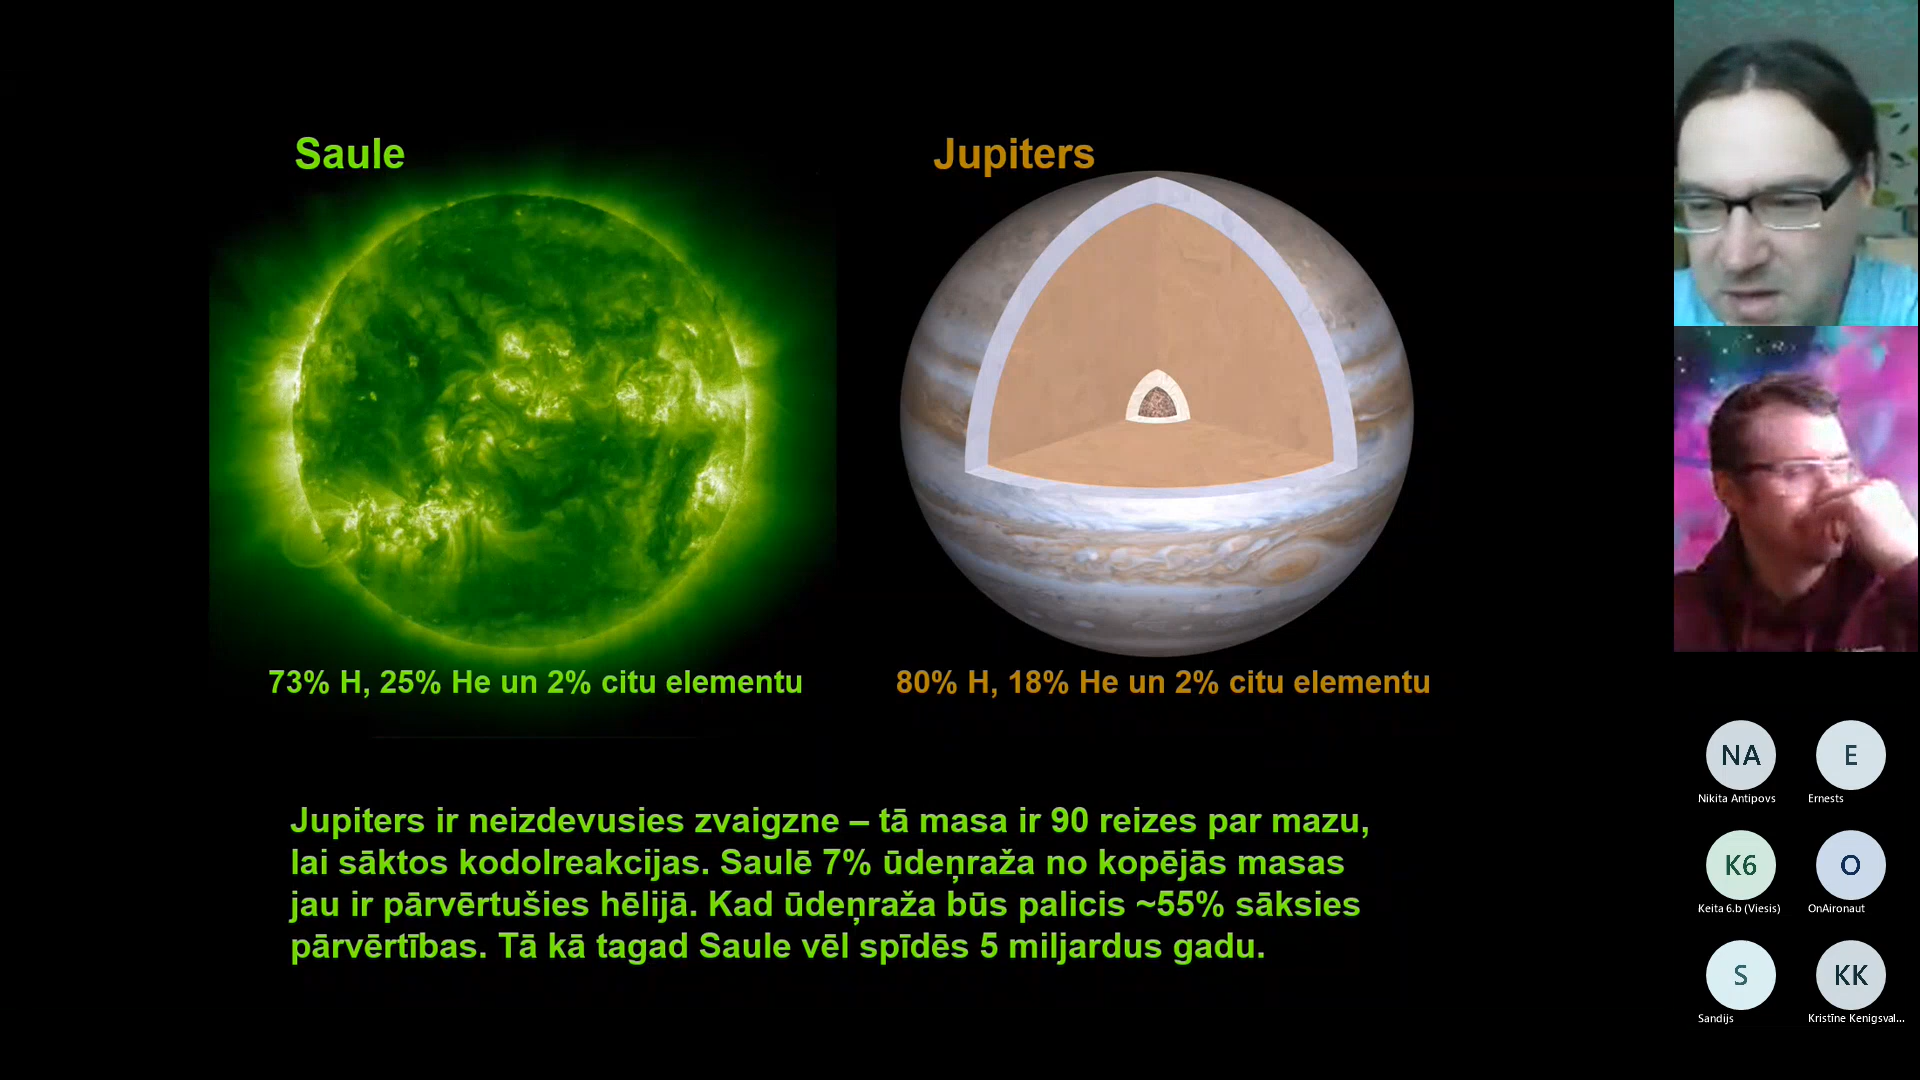 Saule
Jupiters
73% H, 25% He un 2% citu elementu
80% H, 18% He un 2% citu elementu
Jupiters ir neizdevusies zvaigzne – tā masa ir 90 reizes par mazu,
lai sāktos kodolreakcijas. Saulē 7% ūdeņraža no kopējās masas
jau ir pārvērtušies hēlijā. Kad ūdeņraža būs palicis ~55% sāksies
pārvērtības. Tā kā tagad Saule vēl spīdēs 5 miljardus gadu.
NA
E
Nikita Antipovs
Ernests
K6
O
Keita 6.b (Viesis)
OnAironaut
S
KK
Sandijs
Kristīne Kenigsval...